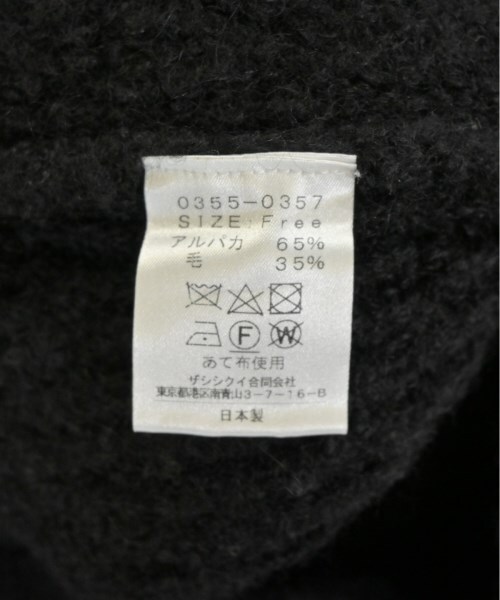 0355-0357
SIZE:Free
アルパカ 65%
毛 35%
F W
あて布使用
ザシシクイ合同会社
東京都港区南青山3-7-16-B
日本製